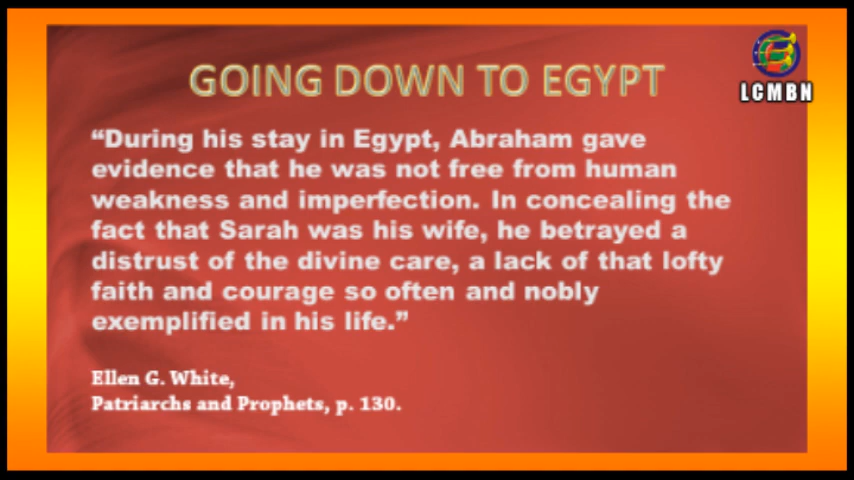 GOING DOWN TO EGYPT
LCMBN
“During his stay in Egypt, Abraham gave
evidence that he was not free from human
weakness and imperfection. In concealing the
fact that Sarah was his wife, he betrayed a
distrust of the divine care, a lack of that lofty
faith and courage so often and nobly
exemplified in his life.”
Ellen G. White,
Patriarchs and Prophets, p. 130.